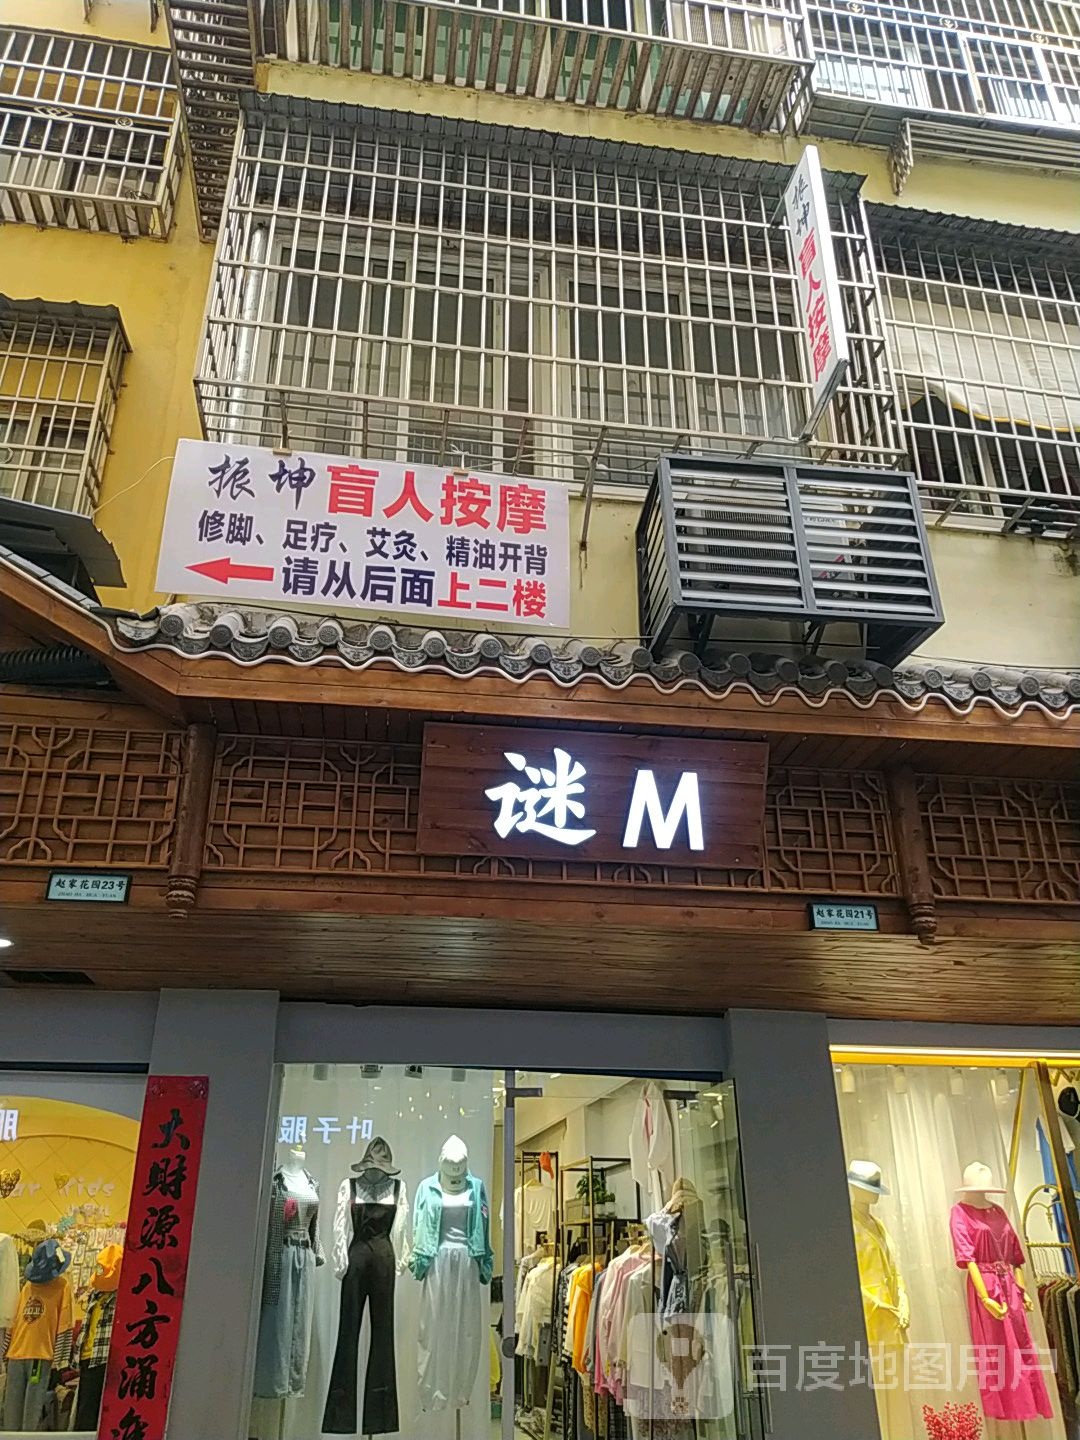 振坤
盲人按摩
振坤盲人按摩
修脚、足疗、艾灸、精油开背
请从后面上二楼
谜M
赵家花园23号
赵家花园21号
大财源八方涌
叶子服
服
Kids
百度地图用户